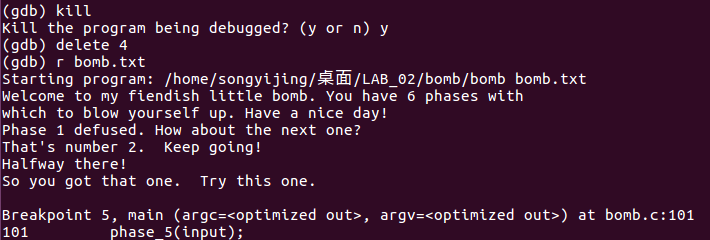 (gdb) kill
Kill the program being debugged? (y or n) y
(gdb) delete 4
(gdb) r bomb.txt
Starting program: /home/songyijing/桌面/LAB_02/bomb/bomb bomb.txt
Welcome to my fiendish little bomb. You have 6 phases with
which to blow yourself up. Have a nice day!
Phase 1 defused. How about the next one?
That's number 2.  Keep going!
Halfway there!
So you got that one.  Try this one.
Breakpoint 5, main (argc=<optimized out>, argv=<optimized out>) at bomb.c:101
101         phase_5(input);